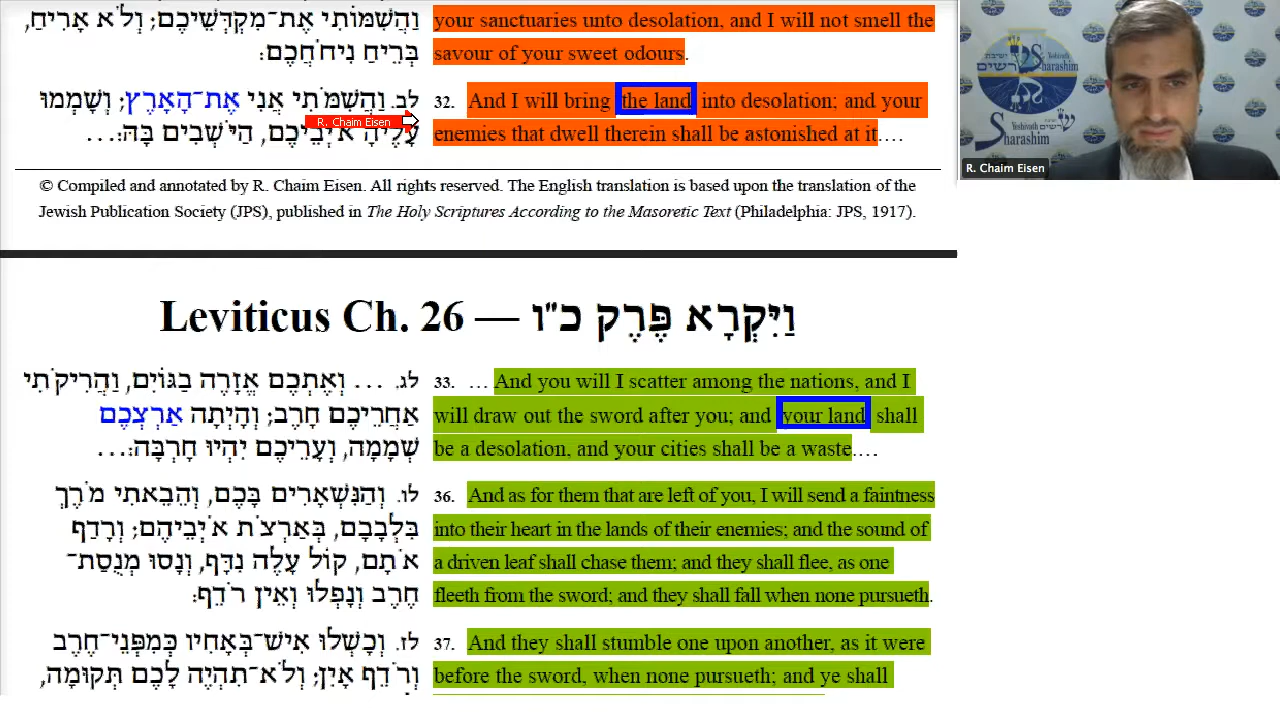 וַהֲשִׁמּוֹתִי אֶת־מִקְדְּשֵׁיכֶם; וְלֹא אָרִיחַ,
בְּרֵיחַ נִיחֹחֲכֶם׃
לב. וַהֲשִׁמֹּתִי אֲנִי אֶת־הָאָרֶץ; וְשָׁמְמוּ
עָלֶיהָ אֹיְבֵיכֶם, הַיֹּשְׁבִים בָּהּ׃…
your sanctuaries unto desolation, and I will not smell the
savour of your sweet odours.
32. And I will bring the land into desolation; and your
enemies that dwell therein shall be astonished at it….
R. Chaim Eisen
© Compiled and annotated by R. Chaim Eisen. All rights reserved. The English translation is based upon the translation of the
Jewish Publication Society (JPS), published in The Holy Scriptures According to the Masoretic Text (Philadelphia: JPS, 1917).
Leviticus Ch. 26 — וַיִּקְרָא פֶּרֶק כ"ו
לג. … וְאֶתְכֶם אֱזָרֶה בַגּוֹיִם, וַהֲרִיקֹתִי
אַחֲרֵיכֶם חָרֶב; וְהָיְתָה אַרְצְכֶם
שְׁמָמָה, וְעָרֵיכֶם יִהְיוּ חָרְבָּה׃…
33. … And you will I scatter among the nations, and I
will draw out the sword after you; and your land shall
be a desolation, and your cities shall be a waste….
לו. וְהַנִּשְׁאָרִים בָּכֶם, וְהֵבֵאתִי מֹרֶךְ
בִּלְבָבָם, בְּאַרְצֹת אֹיְבֵיהֶם; וְרָדַף
אֹתָם, קוֹל עָלֶה נִדָּף, וְנָסוּ מְנֻסַת־
חֶרֶב וְנָפְלוּ וְאֵין רֹדֵף׃
36. And as for them that are left of you, I will send a faintness
into their heart in the lands of their enemies; and the sound of
a driven leaf shall chase them; and they shall flee, as one
fleeth from the sword; and they shall fall when none pursueth.
לז. וְכָשְׁלוּ אִישׁ־בְּאָחִיו כְּמִפְּנֵי־חֶרֶב
וְרֹדֵף אָיִן; וְלֹא־תִהְיֶה לָכֶם תְּקוּמָה,
37. And they shall stumble one upon another, as it were
before the sword, when none pursueth; and ye shall
ישיבת
שרשים
Yeshivath
Sharashim
R. Chaim Eisen